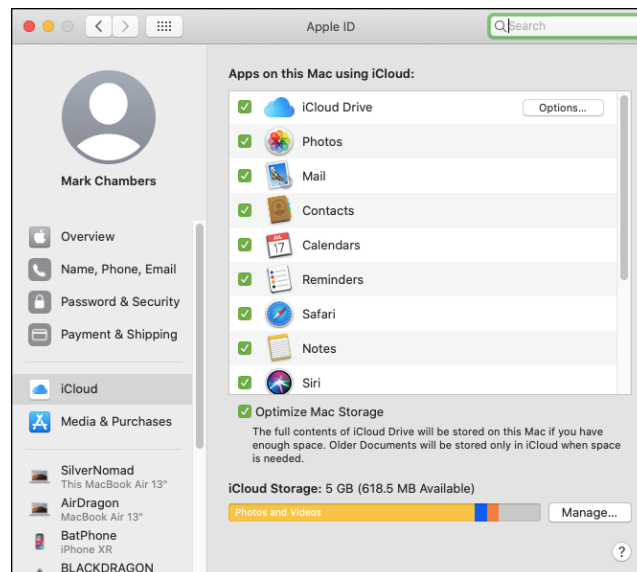 Apple ID
Search
Mark Chambers
Overview
Name, Phone, Email
Password & Security
Payment & Shipping
iCloud
Media & Purchases
SilverNomad
This MacBook Air 13"
AirDragon
MacBook Air 13"
BatPhone
iPhone XR
BLACKDRAGON
Apps on this Mac using iCloud:
iCloud Drive
Options...
Photos
Mail
Contacts
JUL
17
Calendars
Reminders
Safari
Notes
Siri
Optimize Mac Storage
The full contents of iCloud Drive will be stored on this Mac if you have
enough space. Older Documents will be stored only in iCloud when space
is needed.
iCloud Storage: 5 GB (618.5 MB Available)
Photos and Videos
Manage...
?